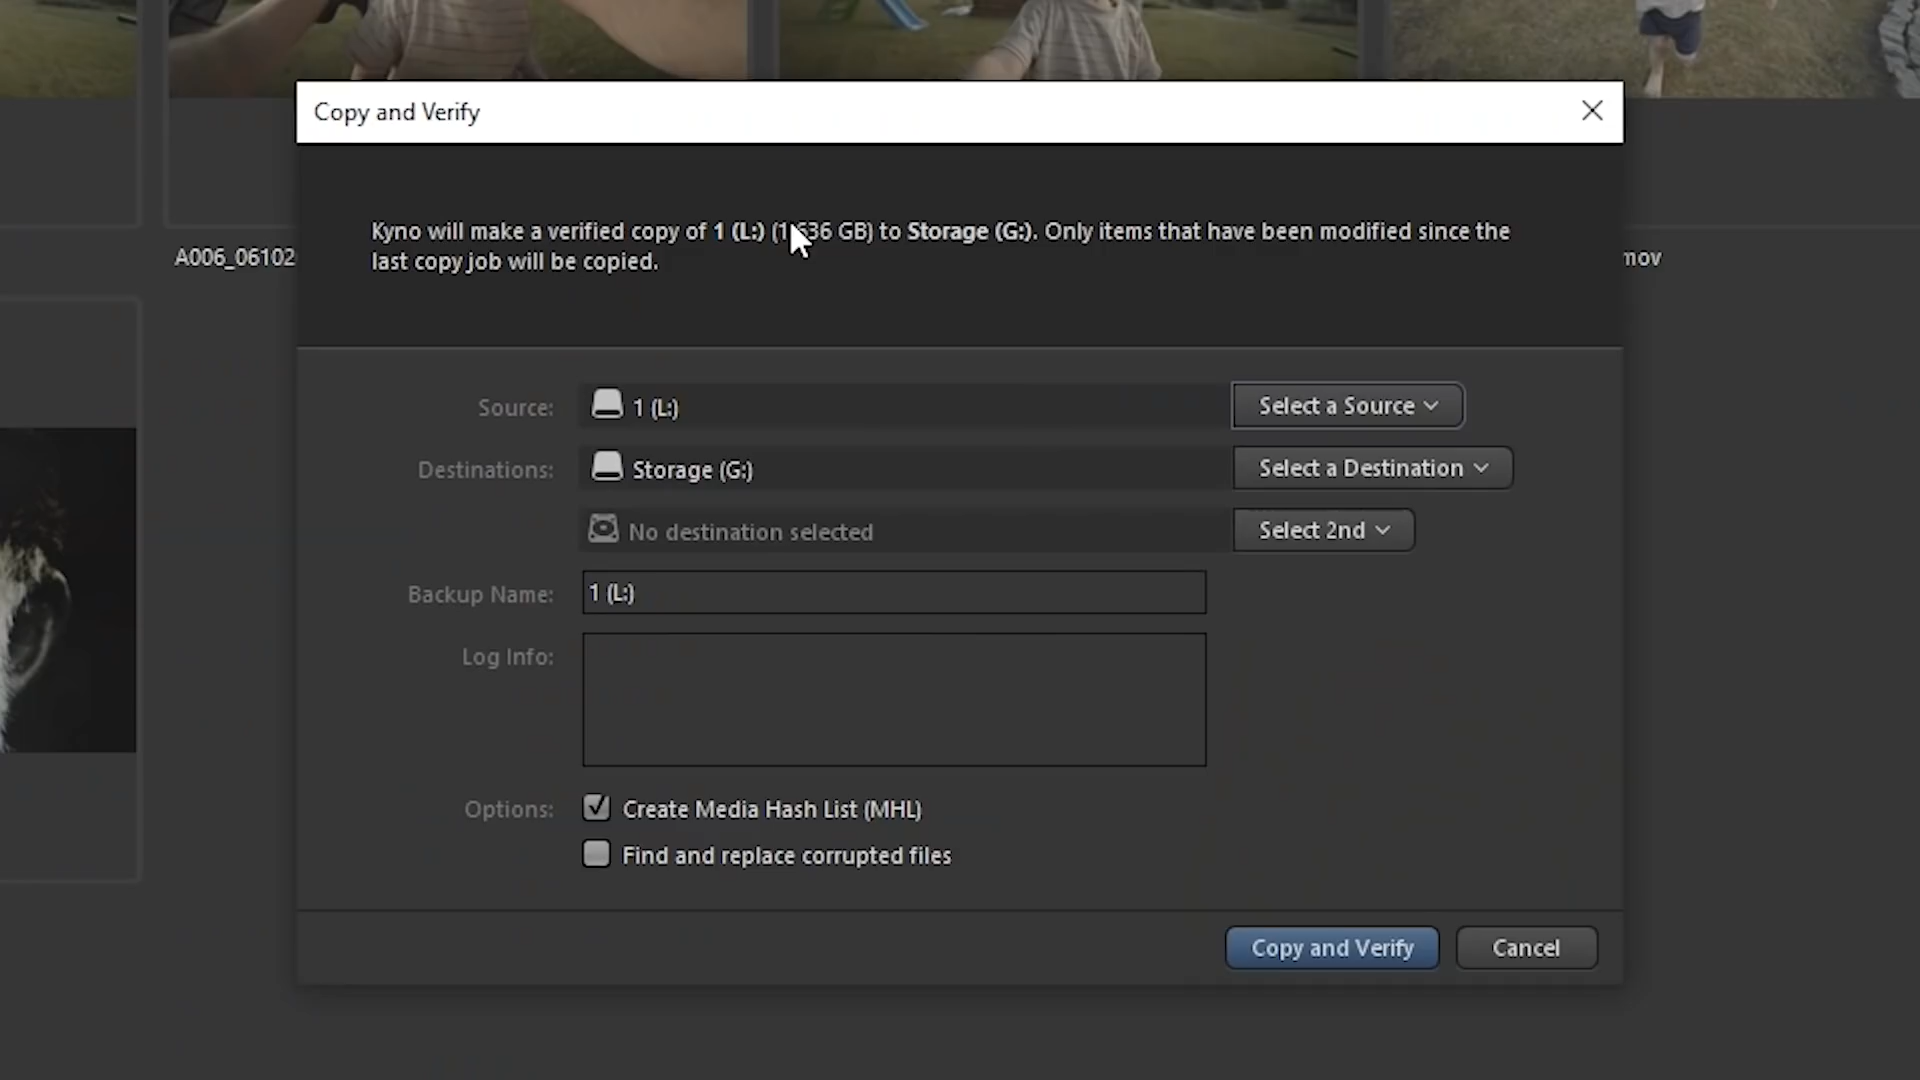 Copy and Verify
Kyno will make a verified copy of 1 (L:) 36 GB) to Storage (G:). Only items that have been modified since the
last copy job will be copied.
A006_06102
mov
Source: 1 (L:) Select a Source
Destinations: Storage (G:) Select a Destination
No destination selected Select 2nd
Backup Name: 1 (L:)
Log Info:
Options: Create Media Hash List (MHL)
Find and replace corrupted files
Copy and Verify Cancel